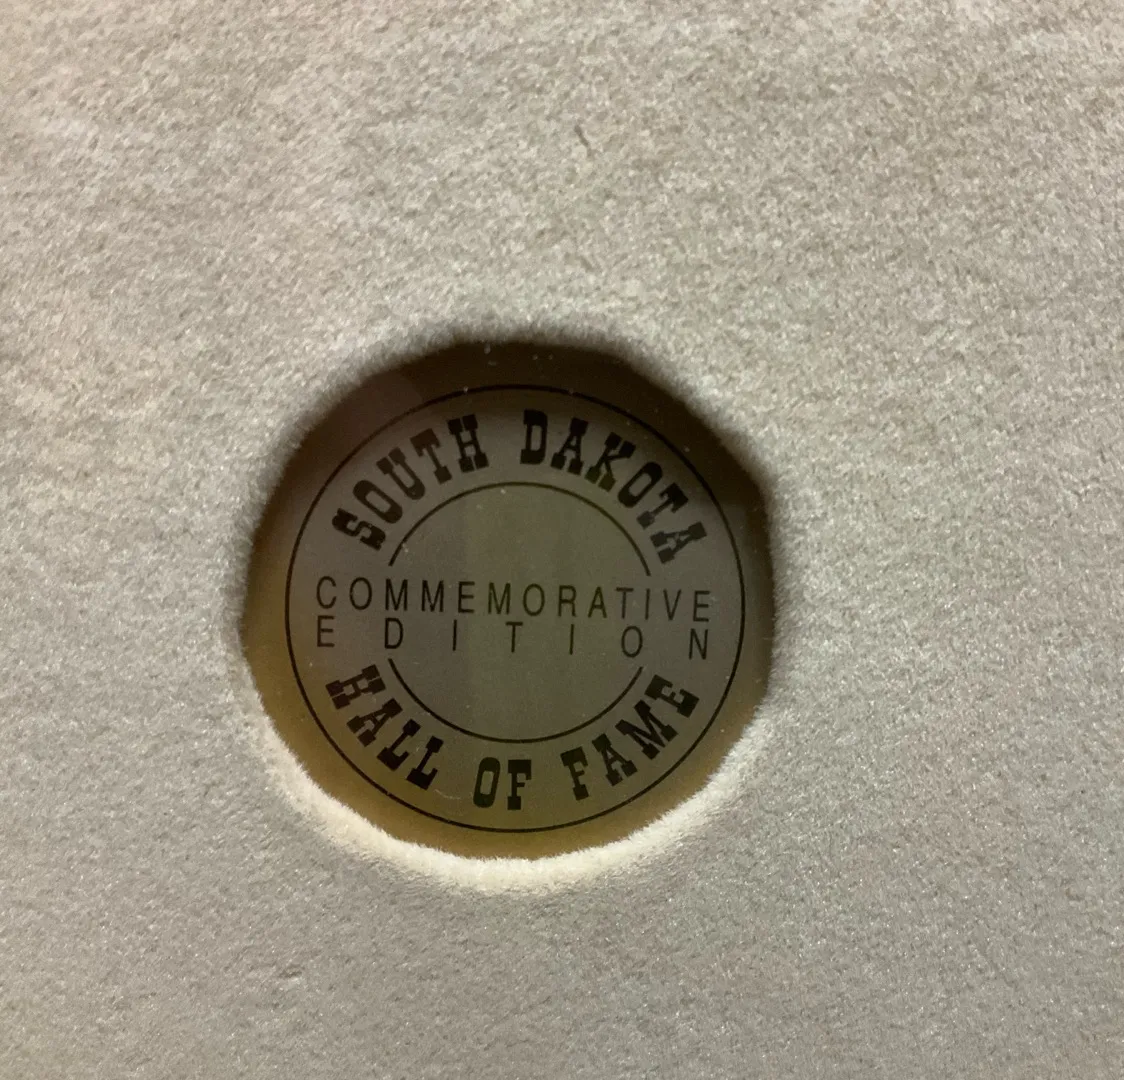 SOUTH DAKOTA
COMMEMORATIVE
EDITION
HALL OF FAME